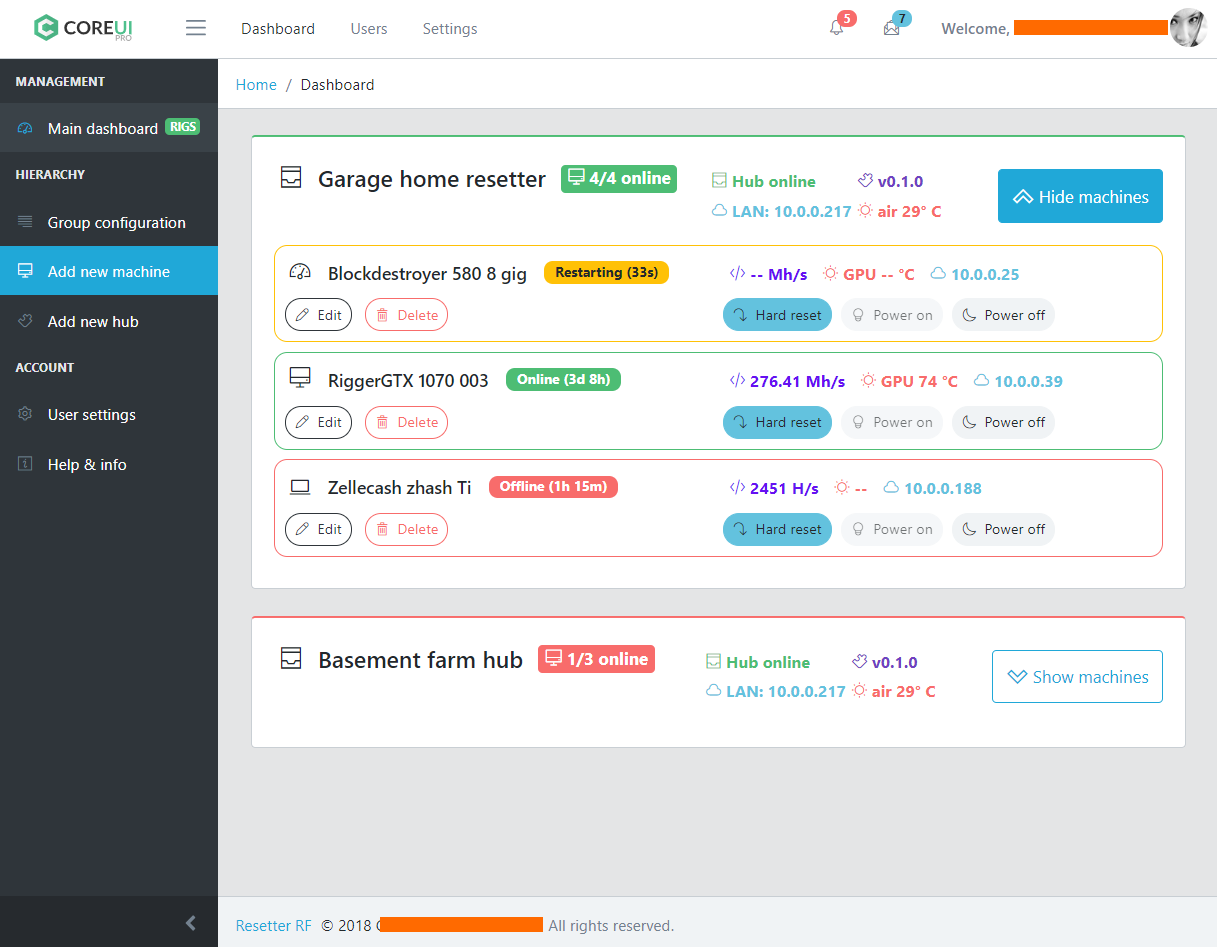 COREUI PRO
Dashboard Users Settings 5 7 Welcome,
MANAGEMENT
Main dashboard RIGS
HIERARCHY
Group configuration
Add new machine
Add new hub
ACCOUNT
User settings
Help & info
Home / Dashboard
Garage home resetter 4/4 online
Hub online v0.1.0
LAN: 10.0.0.217 air 29° C
Hide machines
Blockdestroyer 580 8 gig Restarting (33s) -- Mh/s GPU -- °C 10.0.0.25
Edit Delete Hard reset Power on Power off
RiggerGTX 1070 003 Online (3d 8h) 276.41 Mh/s GPU 74 °C 10.0.0.39
Edit Delete Hard reset Power on Power off
Zellecash zhash Ti Offline (1h 15m) 2451 H/s -- 10.0.0.188
Edit Delete Hard reset Power on Power off
Basement farm hub 1/3 online
Hub online v0.1.0
LAN: 10.0.0.217 air 29° C
Show machines
Resetter RF © 2018 All rights reserved.